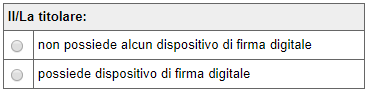 Il/La titolare:
non possiede alcun dispositivo di firma digitale
possiede dispositivo di firma digitale